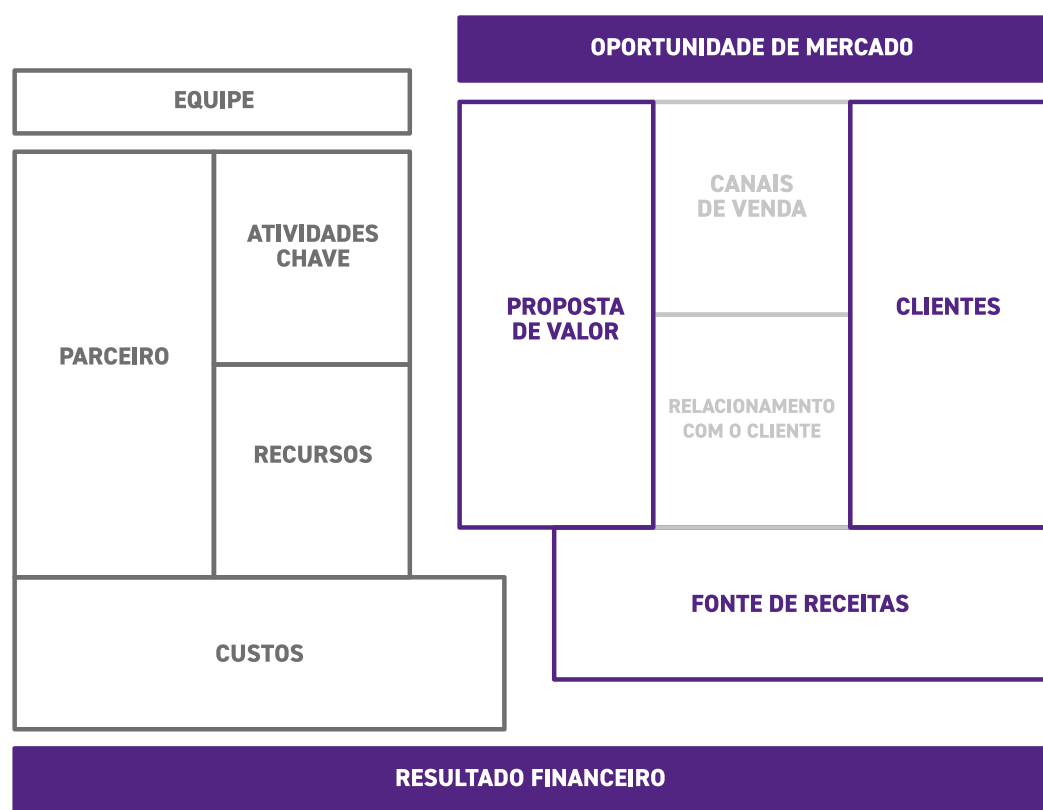 OPORTUNIDADE DE MERCADO
EQUIPE
PARCEIRO
ATIVIDADES
CHAVE
RECURSOS
CUSTOS
PROPOSTA
DE VALOR
CANAIS
DE VENDA
RELACIONAMENTO
COM O CLIENTE
CLIENTES
FONTE DE RECEITAS
RESULTADO FINANCEIRO